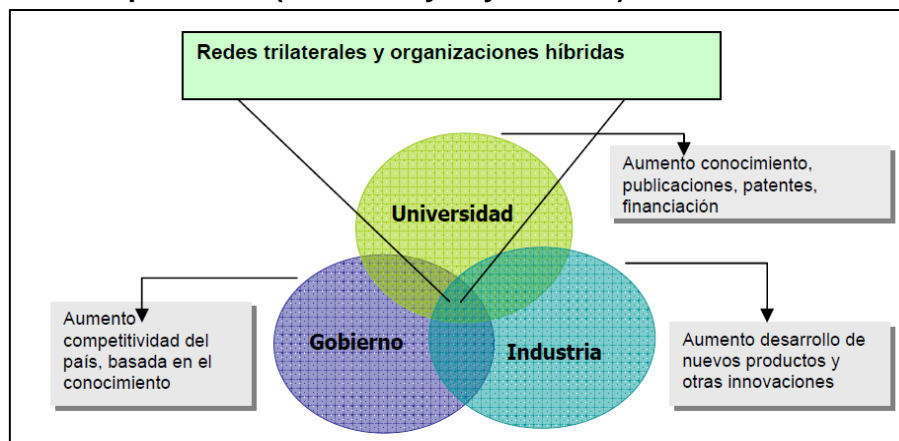 Redes trilaterales y organizaciones híbridas
Universidad
Aumento conocimiento,
publicaciones, patentes,
financiación
Gobierno
Industria
Aumento
competitividad del
país, basada en el
conocimiento
Aumento desarrollo de
nuevos productos y
otras innovaciones